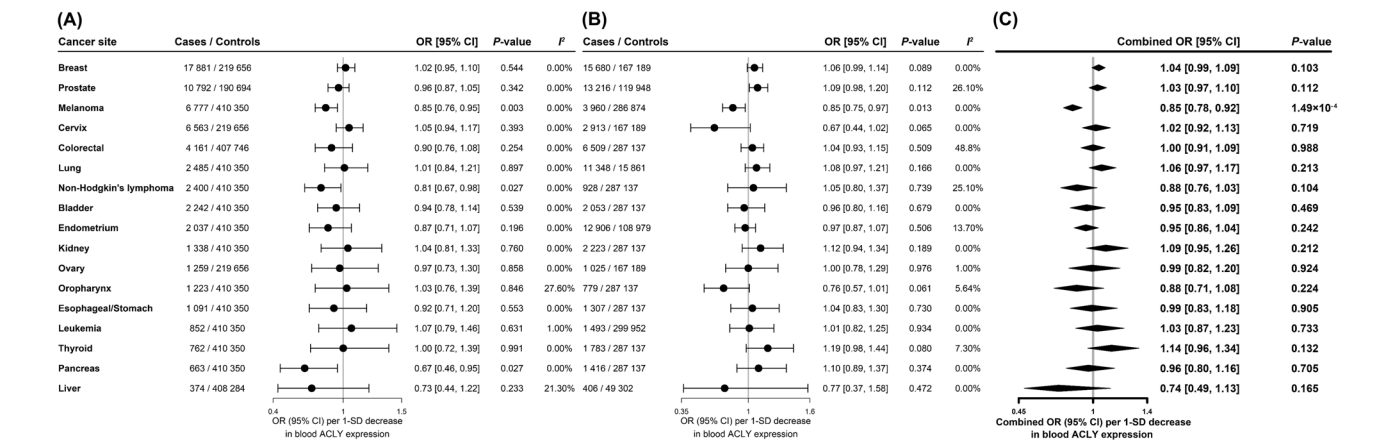 (A) (B) (C)
Cancer site Cases / Controls OR [95% CI] P-value I² Cases / Controls OR [95% CI] P-value I² Combined OR [95% CI] P-value
Breast 17 881 / 219 656 1.02 [0.95, 1.10] 0.544 0.00% 15 680 / 167 189 1.06 [0.99, 1.14] 0.089 0.00% 1.04 [0.99, 1.09] 0.103
Prostate 10 792 / 190 694 0.96 [0.87, 1.05] 0.342 0.00% 13 216 / 119 948 1.09 [0.98, 1.20] 0.112 26.10% 1.03 [0.97, 1.10] 0.112
Melanoma 6 777 / 410 350 0.85 [0.76, 0.95] 0.003 0.00% 3 960 / 286 874 0.85 [0.75, 0.97] 0.013 0.00% 0.85 [0.78, 0.92] 1.49×10⁻⁴
Cervix 6 563 / 219 656 1.05 [0.94, 1.17] 0.393 0.00% 2 913 / 167 189 0.67 [0.44, 1.02] 0.065 0.00% 1.02 [0.92, 1.13] 0.719
Colorectal 4 161 / 407 746 0.90 [0.76, 1.08] 0.254 0.00% 6 509 / 287 137 1.04 [0.93, 1.15] 0.509 48.8% 1.00 [0.91, 1.09] 0.988
Lung 2 485 / 410 350 1.01 [0.84, 1.21] 0.897 0.00% 11 348 / 15 861 1.08 [0.97, 1.21] 0.166 0.00% 1.06 [0.97, 1.17] 0.213
Non-Hodgkin's lymphoma 2 400 / 410 350 0.81 [0.67, 0.98] 0.027 0.00% 928 / 287 137 1.05 [0.80, 1.37] 0.739 25.10% 0.88 [0.76, 1.03] 0.104
Bladder 2 242 / 410 350 0.94 [0.78, 1.14] 0.539 0.00% 2 053 / 287 137 0.96 [0.80, 1.16] 0.679 0.00% 0.95 [0.83, 1.09] 0.469
Endometrium 2 037 / 410 350 0.87 [0.71, 1.07] 0.196 0.00% 12 906 / 108 979 0.97 [0.87, 1.07] 0.506 13.70% 0.95 [0.86, 1.04] 0.242
Kidney 1 338 / 410 350 1.04 [0.81, 1.33] 0.760 0.00% 2 223 / 287 137 1.12 [0.94, 1.34] 0.189 0.00% 1.09 [0.95, 1.26] 0.212
Ovary 1 259 / 219 656 0.97 [0.73, 1.30] 0.858 0.00% 1 025 / 167 189 1.00 [0.78, 1.29] 0.976 1.00% 0.99 [0.82, 1.20] 0.924
Oropharynx 1 223 / 410 350 1.03 [0.76, 1.39] 0.846 27.60% 779 / 287 137 0.76 [0.57, 1.01] 0.061 5.64% 0.88 [0.71, 1.08] 0.224
Esophageal/Stomach 1 091 / 410 350 0.92 [0.71, 1.20] 0.553 0.00% 1 307 / 287 137 1.04 [0.83, 1.30] 0.730 0.00% 0.99 [0.83, 1.18] 0.905
Leukemia 852 / 410 350 1.07 [0.79, 1.46] 0.631 1.00% 1 493 / 299 952 1.01 [0.82, 1.25] 0.934 0.00% 1.03 [0.87, 1.23] 0.733
Thyroid 762 / 410 350 1.00 [0.72, 1.39] 0.991 0.00% 1 783 / 287 137 1.19 [0.98, 1.44] 0.080 7.30% 1.14 [0.96, 1.34] 0.132
Pancreas 663 / 410 350 0.67 [0.46, 0.95] 0.027 0.00% 1 416 / 287 137 1.10 [0.89, 1.37] 0.374 0.00% 0.96 [0.80, 1.16] 0.705
Liver 374 / 408 284 0.73 [0.44, 1.22] 0.233 21.30% 406 / 49 302 0.77 [0.37, 1.58] 0.472 0.00% 0.74 [0.49, 1.13] 0.165
0.4 1 1.5 0.35 1 1.6 0.45 1 1.4
OR (95% CI) per 1-SD decrease OR (95% CI) per 1-SD decrease Combined OR (95% CI) per 1-SD decrease
in blood ACLY expression in blood ACLY expression in blood ACLY expression